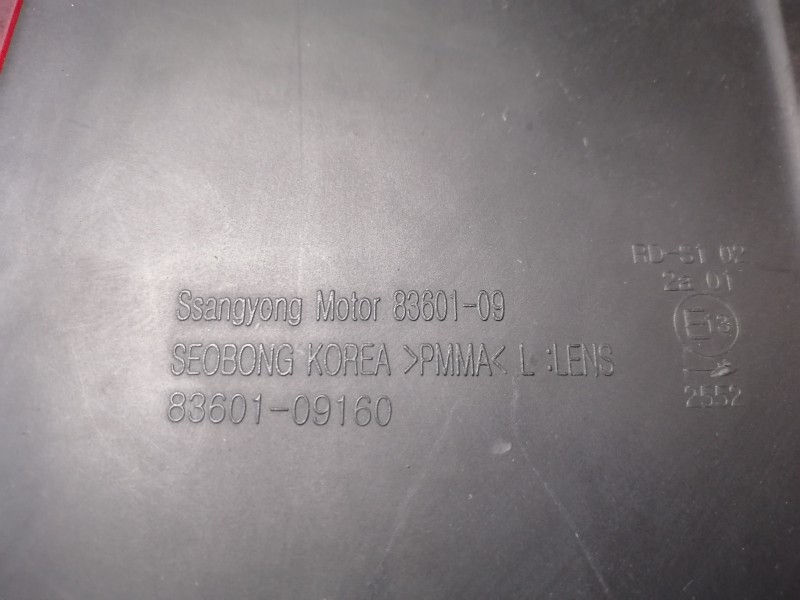 Ssangyong Motor 83601-09
SEOBONG KOREA >PMMA< L :LENS
83601-09160
RD-S1 02
2a 01
E13
2552